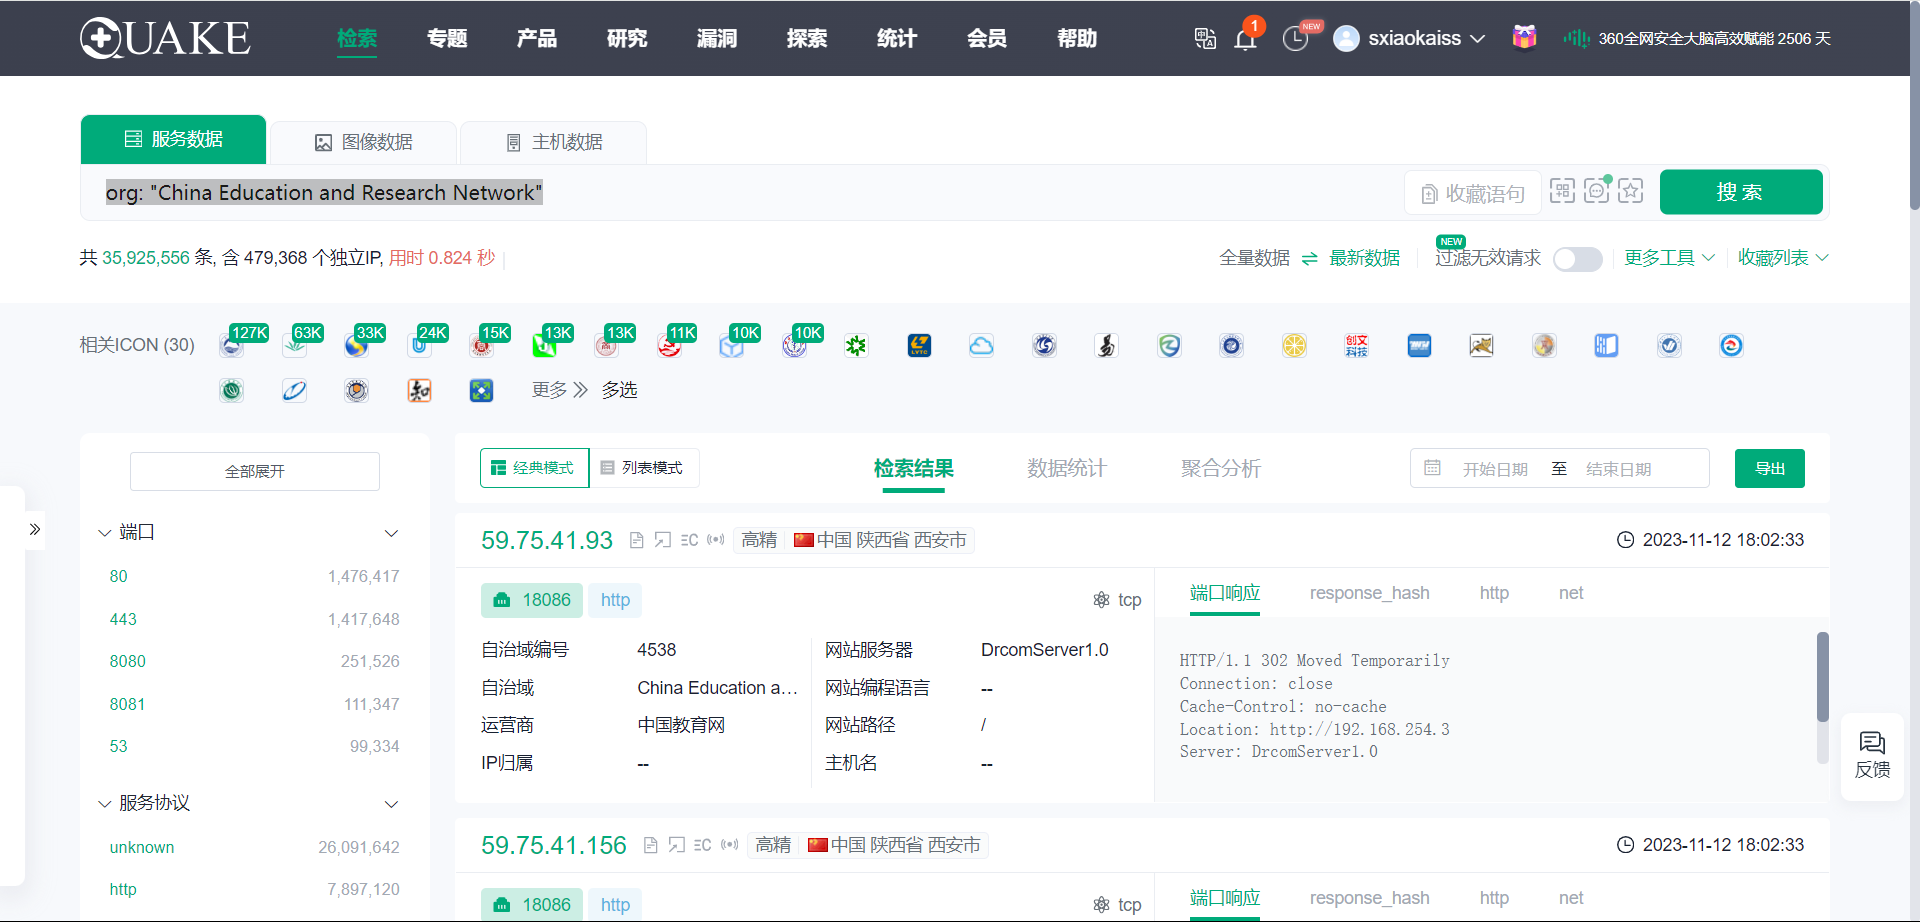 QUAKE 检索 专题 产品 研究 漏洞 探索 统计 会员 帮助 1 NEW sxiaokaiss 360全网安全大脑高效赋能 2506 天
服务数据 图像数据 主机数据
org: "China Education and Research Network" 收藏语句 搜 索
共 35,925,556 条, 含 479,368 个独立IP, 用时 0.824 秒 全量数据 最新数据 NEW 过滤无效请求 更多工具 收藏列表
相关ICON (30) 127K 63K 33K 24K 15K 13K 13K 11K 10K 10K LYTC 创文科技
知 更多 多选
全部展开
端口
80 1,476,417
443 1,417,648
8080 251,526
8081 111,347
53 99,334
服务协议
unknown 26,091,642
http 7,897,120
经典模式 列表模式 检索结果 数据统计 聚合分析 开始日期 至 结束日期 导出
59.75.41.93 EC 高精 中国 陕西省 西安市 2023-11-12 18:02:33
18086 http tcp
自治域编号 4538 网站服务器 DrcomServer1.0
自治域 China Education a... 网站编程语言 --
运营商 中国教育网 网站路径 /
IP归属 -- 主机名 --
端口响应 response_hash http net
HTTP/1.1 302 Moved Temporarily
Connection: close
Cache-Control: no-cache
Location: http://192.168.254.3
Server: DrcomServer1.0
59.75.41.156 EC 高精 中国 陕西省 西安市 2023-11-12 18:02:33
18086 http tcp
端口响应 response_hash http net
反馈